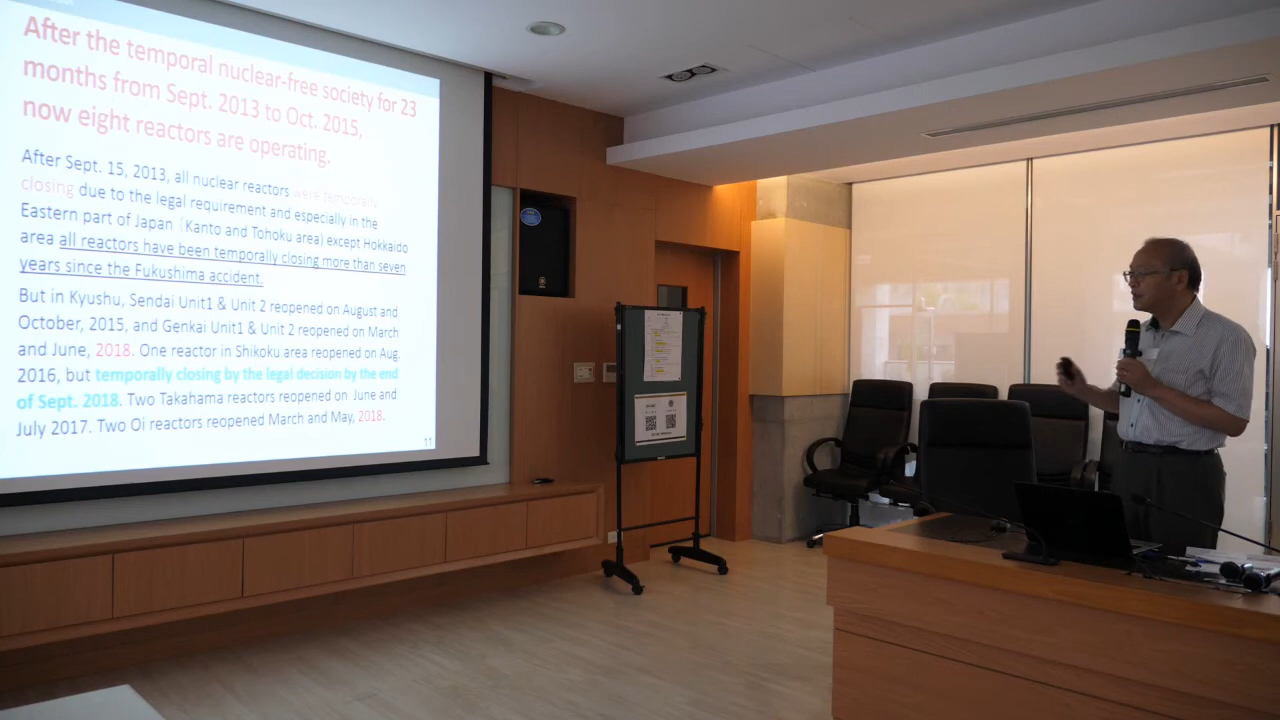 After the temporal nuclear-free society for 23
months from Sept. 2013 to Oct. 2015,
now eight reactors are operating.
After Sept. 15, 2013, all nuclear reactors were temporally
closing due to the legal requirement and especially in the
Eastern part of Japan (Kanto and Tohoku area) except Hokkaido
area all reactors have been temporally closing more than seven
years since the Fukushima accident.
But in Kyushu, Sendai Unit1 & Unit 2 reopened on August and
October, 2015, and Genkai Unit1 & Unit 2 reopened on March
and June, 2018. One reactor in Shikoku area reopened on Aug.
2016, but temporally closing by the legal decision by the end
of Sept. 2018. Two Takahama reactors reopened on June and
July 2017. Two Oi reactors reopened March and May, 2018.
11